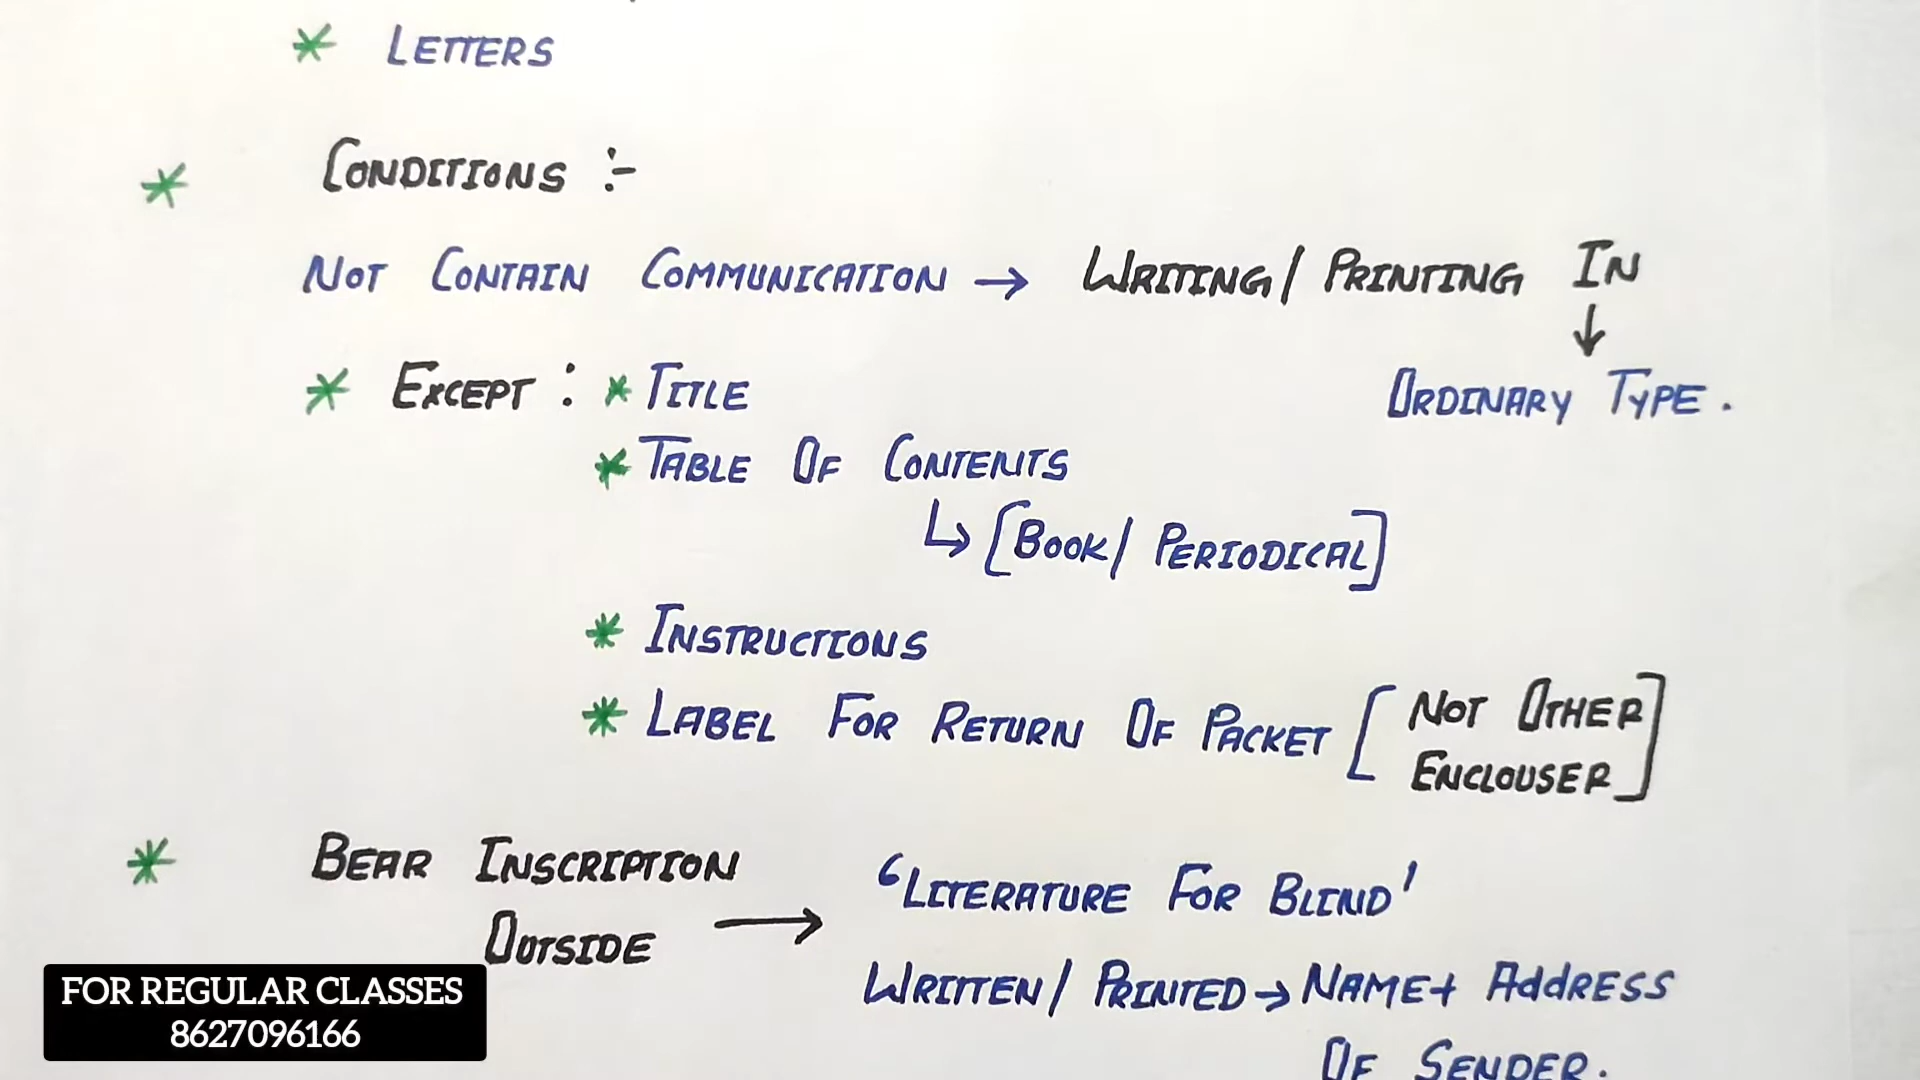 * LETTERS
* CONDITIONS :-
NOT CONTAIN COMMUNICATION → WRITING/ PRINTING IN
↓
ORDINARY TYPE.
* EXCEPT : * TITLE
* TABLE OF CONTENTS
↳ [BOOK/ PERIODICAL]
* INSTRUCTIONS
* LABEL FOR RETURN OF PACKET [NOT OTHER
ENCLOUSER]
* BEAR INSCRIPTION
OUTSIDE → 'LITERATURE FOR BLIND'
WRITTEN/ PRINTED → NAME+ ADDRESS
OF SENDER.
FOR REGULAR CLASSES
8627096166